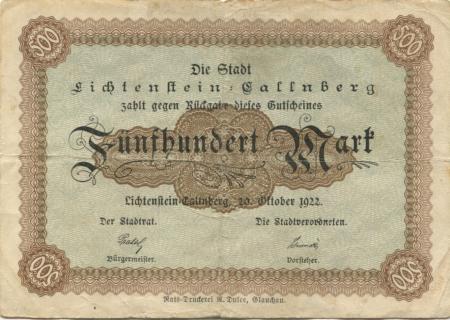 500 500
Die Stadt
Lichtenstein-Callnberg
zahlt gegen Rückgabe dieses Gutscheines
Fünfhundert Mark
Lichtenstein-Callnberg, 20. Oktober 1922.
Der Stadtrat. Die Stadtverordneten.
Bürgermeister. Vorsteher.
500 500
Rats-Druckerei R. Dulce, Glauchau.